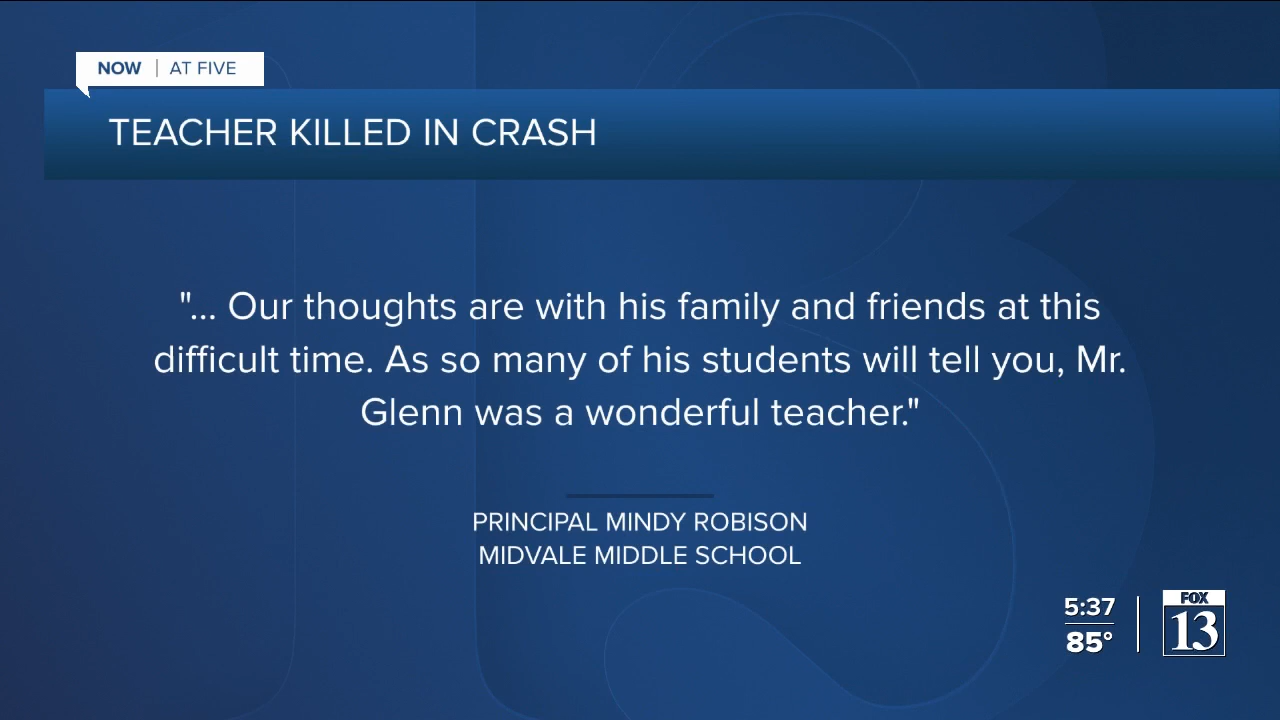 NOW | AT FIVE
TEACHER KILLED IN CRASH
"... Our thoughts are with his family and friends at this
difficult time. As so many of his students will tell you, Mr.
Glenn was a wonderful teacher."
PRINCIPAL MINDY ROBISON
MIDVALE MIDDLE SCHOOL
5:37
85°
FOX
13